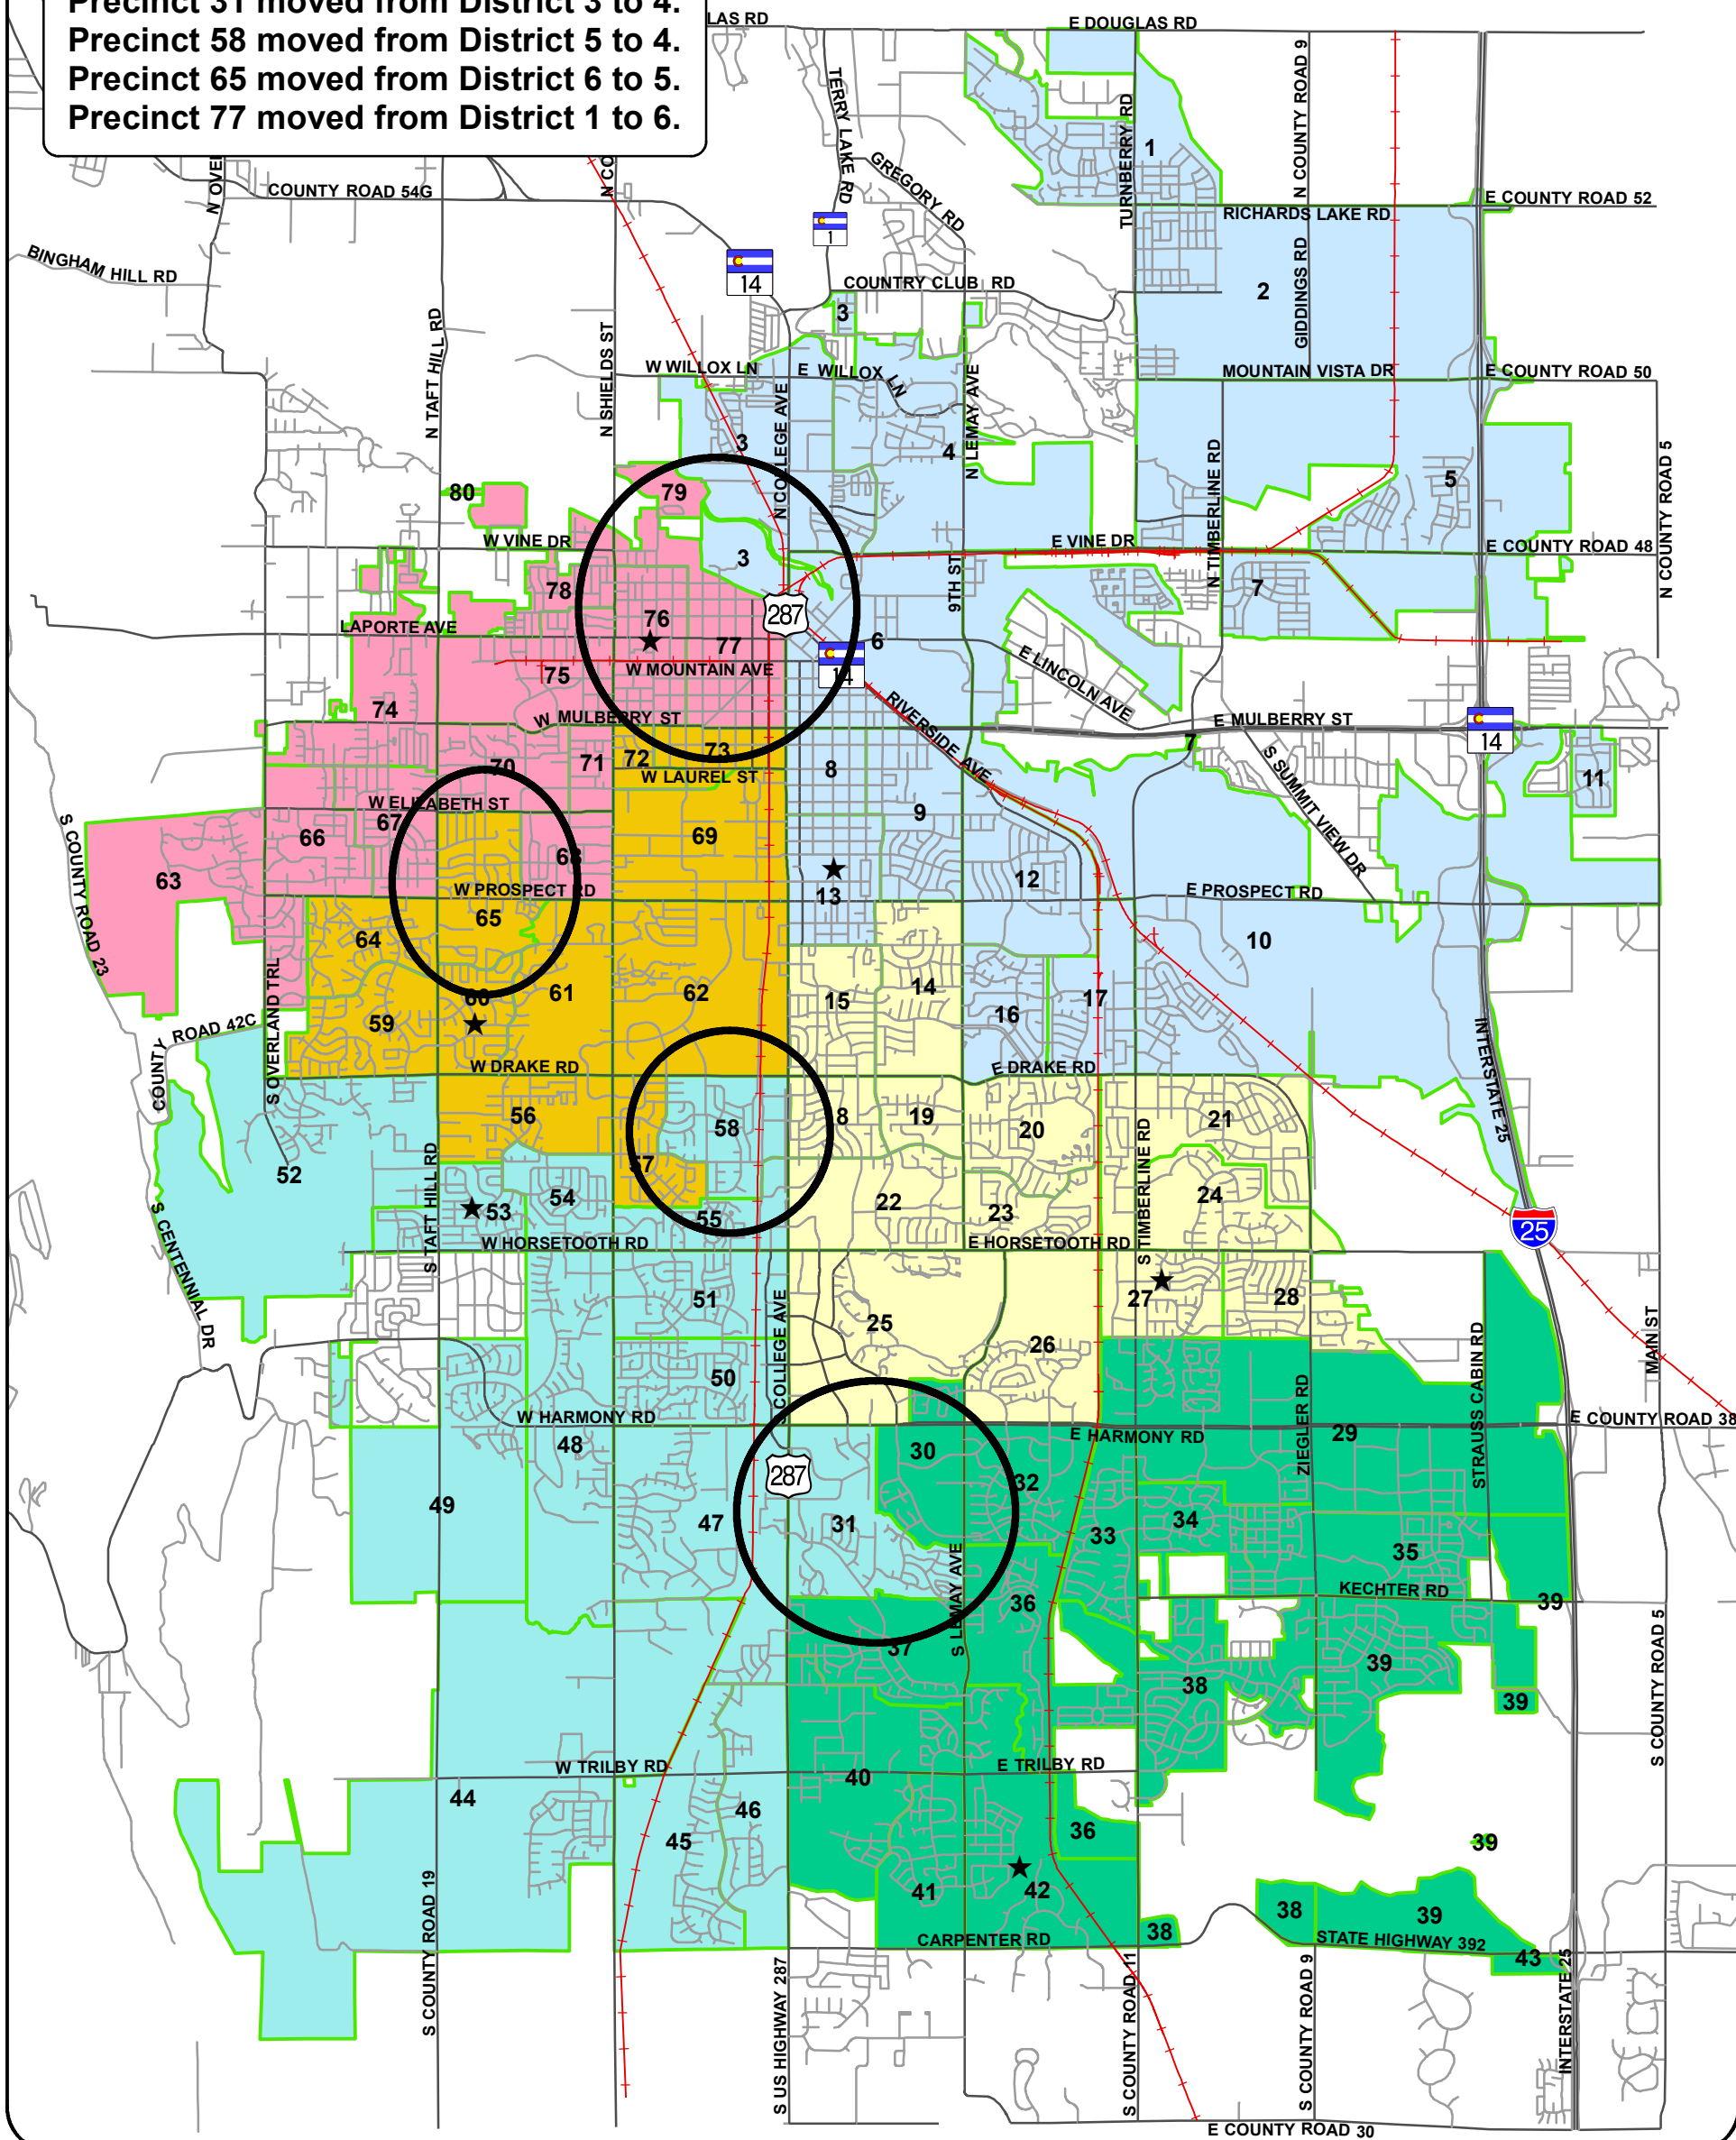 Precinct 31 moved from District 3 to 4.
Precinct 58 moved from District 5 to 4.
Precinct 65 moved from District 6 to 5.
Precinct 77 moved from District 1 to 6.
LAS RD
E DOUGLAS RD
TERRY LAKE RD
GREGORY RD
TURNBERRY RD
N COUNTY ROAD 9
1
COUNTY ROAD 54G
E COUNTY ROAD 52
RICHARDS LAKE RD
1
BINGHAM HILL RD
14
COUNTRY CLUB RD
GIDDINGS RD
2
3
N TAFT HILL RD
N SHIELDS ST
W WILLOX LN
E WILLOX LN
MOUNTAIN VISTA DR
E COUNTY ROAD 50
N COLLEGE AVE
N LEMAY AVE
3
4
N TIMBERLINE RD
5
N COUNTY ROAD 5
80
79
W VINE DR
E VINE DR
E COUNTY ROAD 48
3
9TH ST
78
7
76
287
LAPORTE AVE
77
6
E LINCOLN AVE
14
W MOUNTAIN AVE
75
74
W MULBERRY ST
RIVERSIDE AVE
E MULBERRY ST
14
73
72
71
70
7
S SUMMIT VIEW DR
W LAUREL ST
8
11
W ELIZABETH ST
9
67
66
69
68
63
W PROSPECT RD
13
12
E PROSPECT RD
S COUNTY ROAD 23
65
64
10
S OVERLAND TRL
60
61
62
15
14
16
17
59
COUNTY ROAD 42C
INTERSTATE 25
W DRAKE RD
E DRAKE RD
56
58
8
19
20
21
S TIMBERLINE RD
52
57
S TAFT HILL RD
54
53
55
22
23
24
25
W HORSETOOTH RD
E HORSETOOTH RD
S CENTENNIAL DR
51
27
28
25
26
S COLLEGE AVE
STRAUSS CABIN RD
MAIN ST
50
W HARMONY RD
E HARMONY RD
ZIEGLER RD
E COUNTY ROAD 38
48
30
29
287
32
49
47
31
33
34
35
S LEMAY AVE
KECHTER RD
36
39
37
39
38
39
S COUNTY ROAD 5
W TRILBY RD
E TRILBY RD
40
44
46
45
36
39
41
42
38
39
38
S COUNTY ROAD 19
CARPENTER RD
STATE HIGHWAY 392
43
S US HIGHWAY 287
S COUNTY ROAD 11
S COUNTY ROAD 9
INTERSTATE 25
E COUNTY ROAD 30